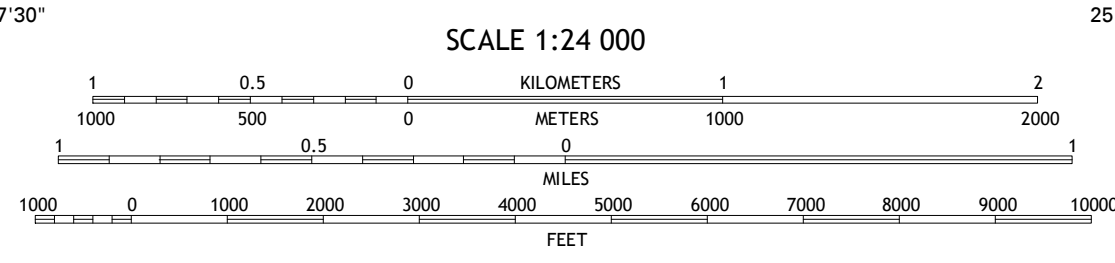 7'30" 25
SCALE 1:24 000
1 0.5 0 KILOMETERS 1 2
1000 500 0 METERS 1000 2000
1 0.5 0 1
MILES
1000 0 1000 2000 3000 4000 5000 6000 7000 8000 9000 10000
FEET